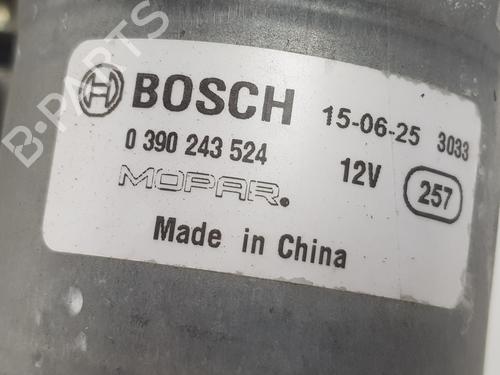 BOSCH 15-06-25 3033
0 390 243 524 12V 257
MOPAR.
Made in China
B-PARTS